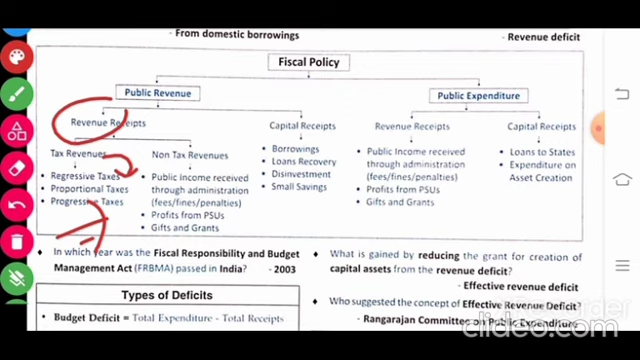 - From domestic borrowings
- Revenue deficit
Fiscal Policy
Public Revenue
Public Expenditure
Revenue Receipts
Capital Receipts
Revenue Receipts
Capital Receipts
Tax Revenues
• Regressive Taxes
• Proportional Taxes
• Progressive Taxes
Non Tax Revenues
• Public Income received
through administration
(fees/fines/penalties)
• Profits from PSUs
• Gifts and Grants
• Borrowings
• Loans Recovery
• Disinvestment
• Small Savings
• Public Income received
through administration
(fees/fines/penalties)
• Profits from PSUs
• Gifts and Grants
• Loans to States
• Expenditure on
Asset Creation
♦ In which year was the Fiscal Responsibility and Budget
Management Act (FRBMA) passed in India? - 2003
Types of Deficits
• Budget Deficit = Total Expenditure - Total Receipts
♦ What is gained by reducing the grant for creation of
capital assets from the revenue deficit?
- Effective revenue deficit
♦ Who suggested the concept of Effective Revenue Deficit?
- Rangarajan Committee on Public Expenditure
clideo.com